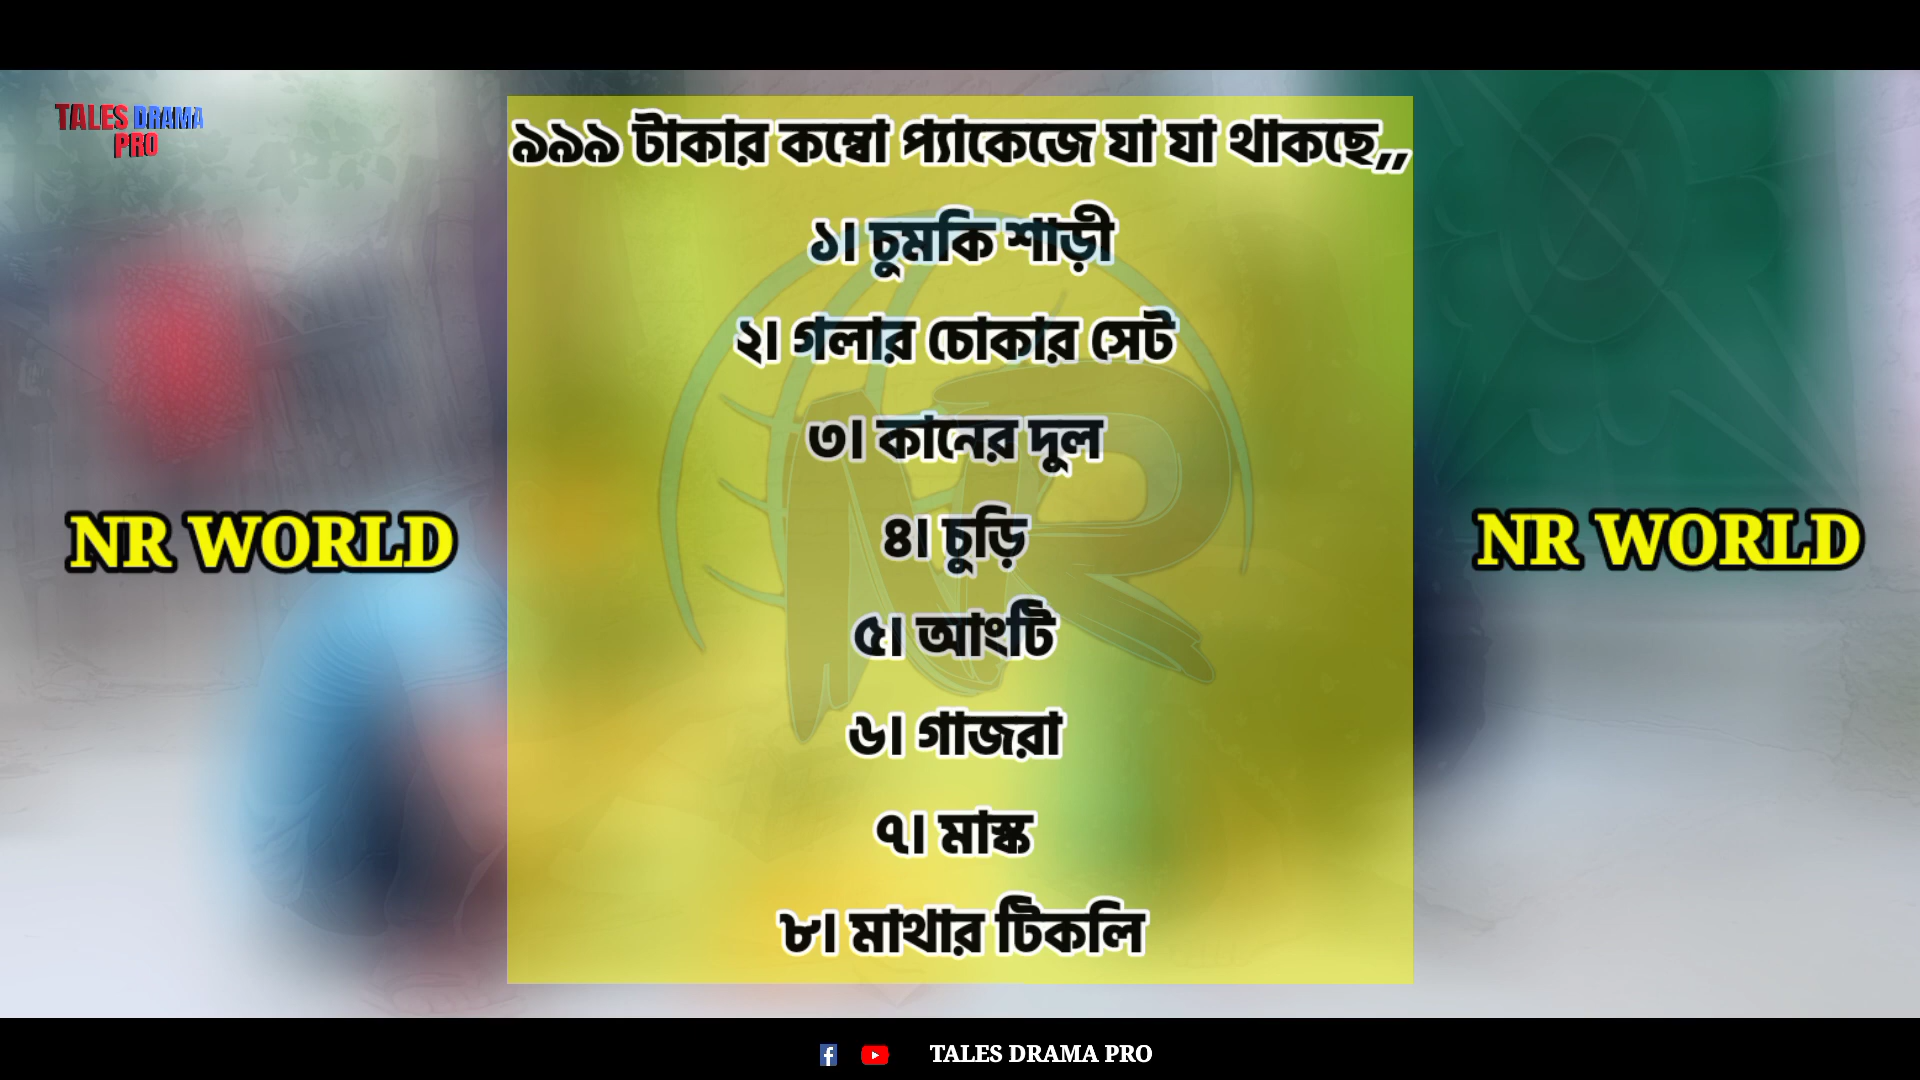 TALES DRAMA
PRO
৯৯৯ টাকার কম্বো প্যাকেজে যা যা থাকছে,,
১। চুমকি শাড়ী
২। গলার চোকার সেট
৩। কানের দুল
৪। চুড়ি
৫। আংটি
৬। গাজরা
৭। মাস্ক
৮। মাথার টিকলি
NR
NR WORLD
NR WORLD
TALES DRAMA PRO